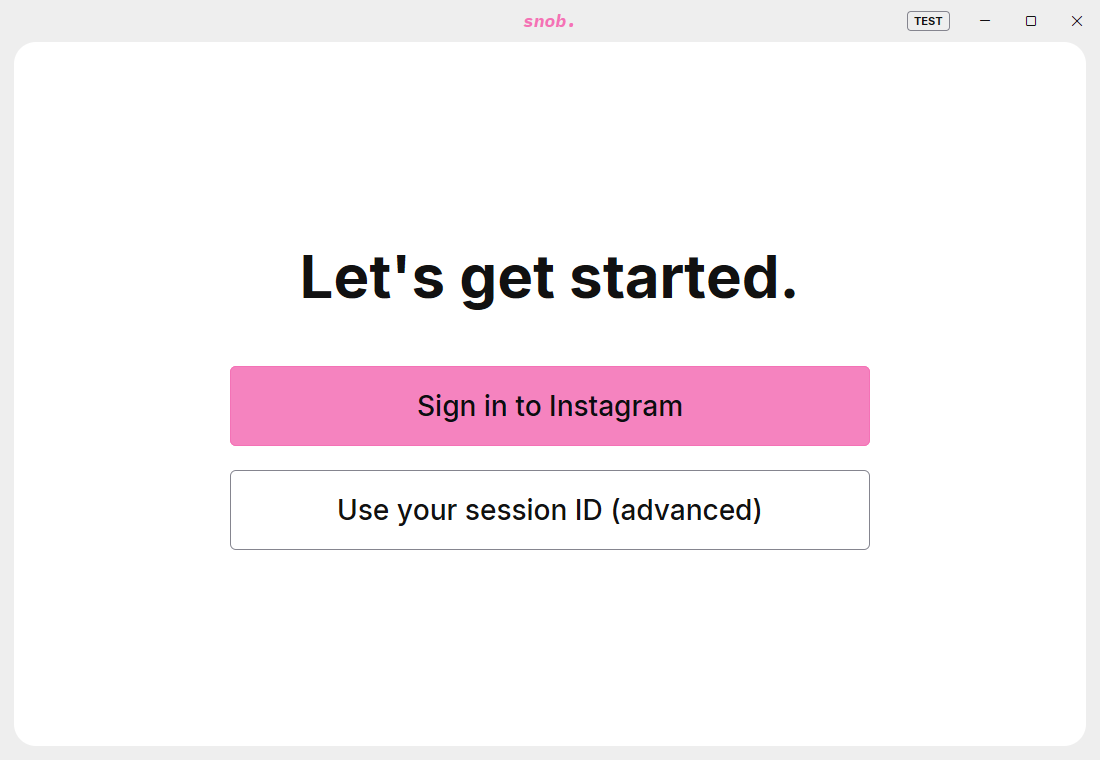 snob.
TEST
Let's get started.
Sign in to Instagram
Use your session ID (advanced)